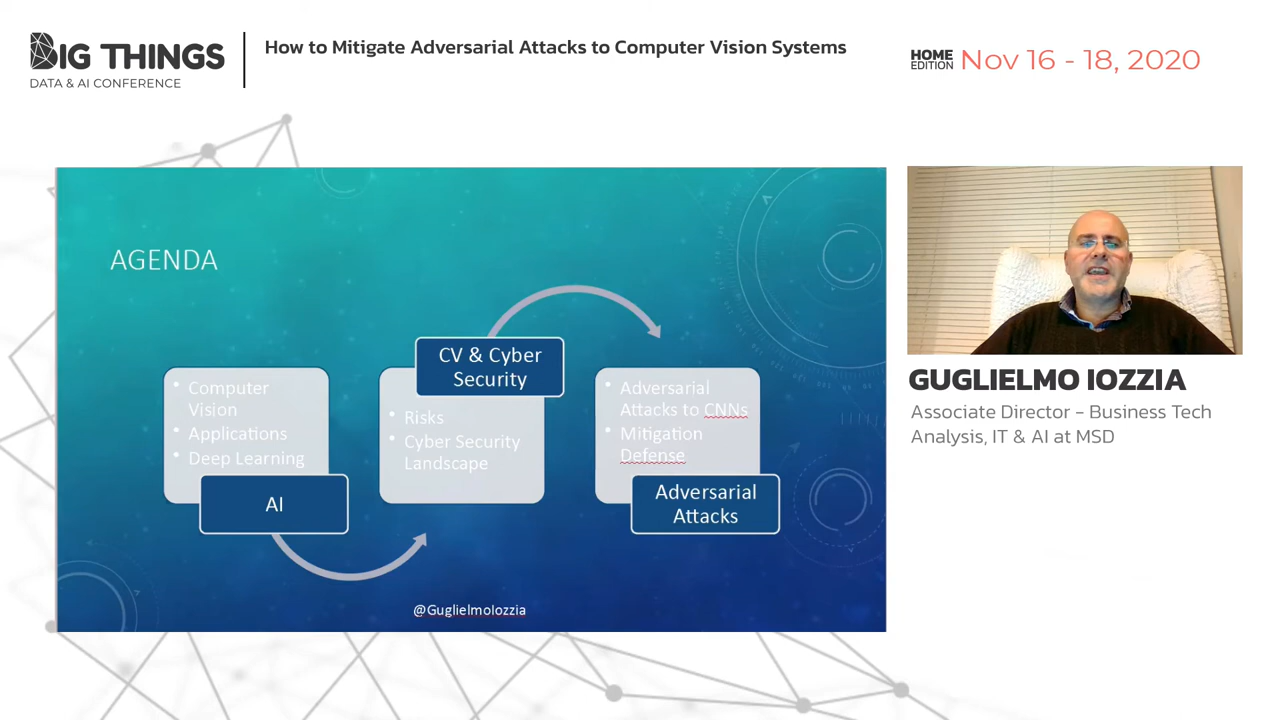 BIG THINGS
DATA & AI CONFERENCE
How to Mitigate Adversarial Attacks to Computer Vision Systems
HOME
EDITION
Nov 16 - 18, 2020
AGENDA
• Computer
Vision
• Applications
• Deep Learning
AI
CV & Cyber
Security
• Risks
• Cyber Security
Landscape
• Adversarial
Attacks to CNNs
• Mitigation
Defense
Adversarial
Attacks
@GuglielmoIozzia
GUGLIELMO IOZZIA
Associate Director – Business Tech
Analysis, IT & AI at MSD